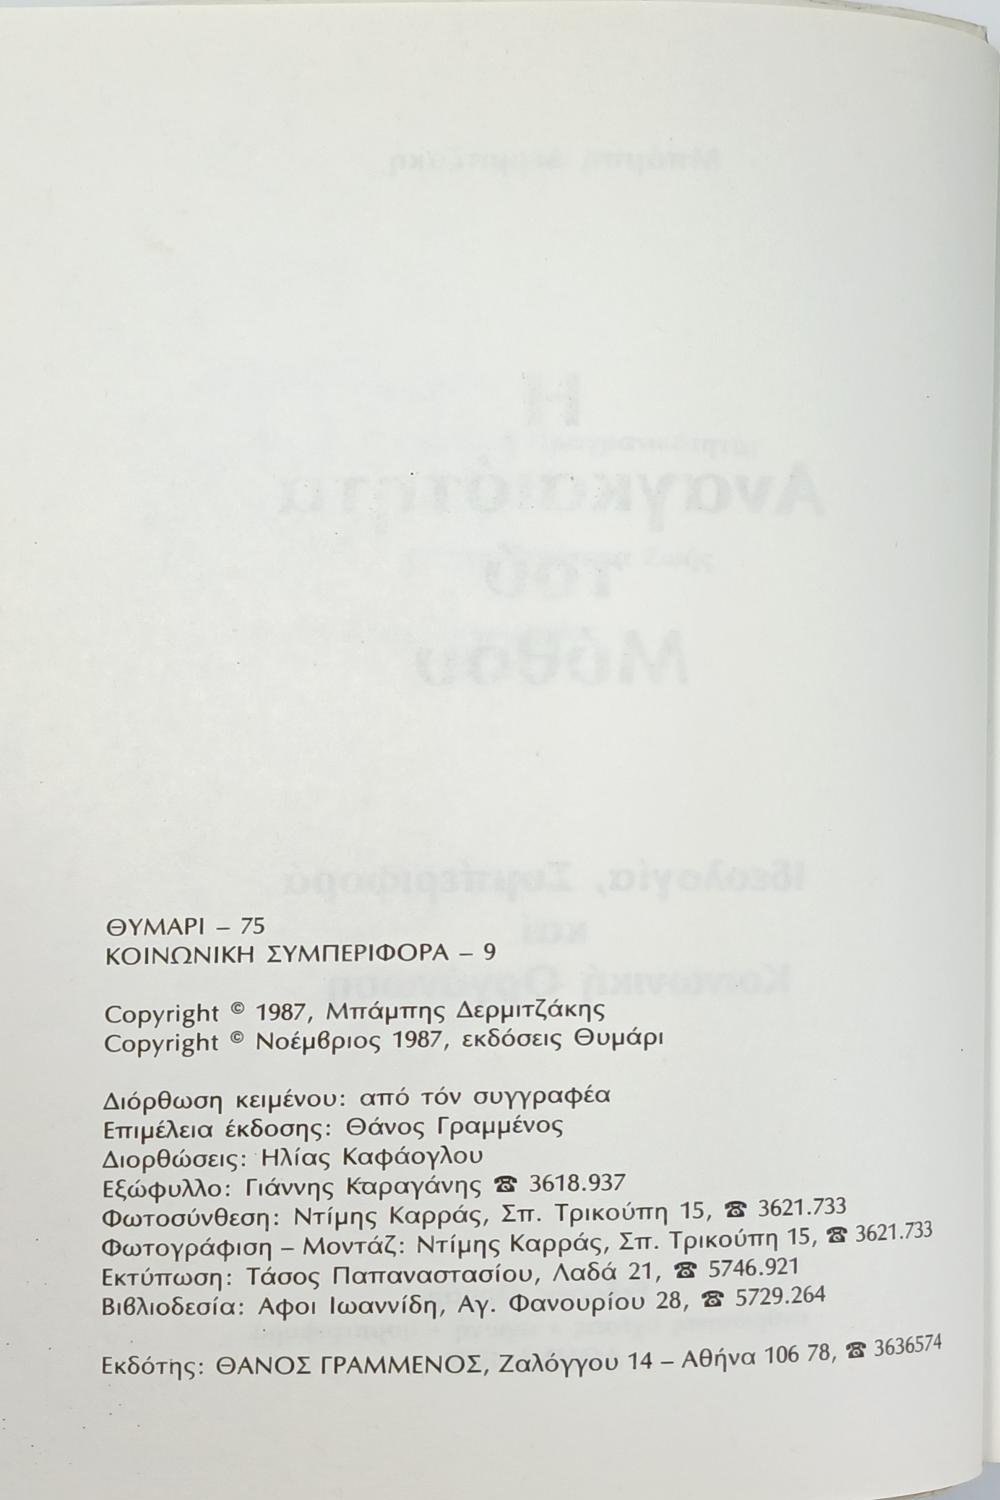 ΘΥΜΑΡΙ – 75
ΚΟΙΝΩΝΙΚΗ ΣΥΜΠΕΡΙΦΟΡΑ – 9
Copyright © 1987, Μπάμπης Δερμιτζάκης
Copyright © Νοέμβριος 1987, εκδόσεις Θυμάρι
Διόρθωση κειμένου: από τόν συγγραφέα
Επιμέλεια έκδοσης: Θάνος Γραμμένος
Διορθώσεις: Ηλίας Καφάογλου
Εξώφυλλο: Γιάννης Καραγάνης ☎ 3618.937
Φωτοσύνθεση: Ντίμης Καρράς, Σπ. Τρικούπη 15, ☎ 3621.733
Φωτογράφιση – Μοντάζ: Ντίμης Καρράς, Σπ. Τρικούπη 15, ☎ 3621.733
Εκτύπωση: Τάσος Παπαναστασίου, Λαδά 21, ☎ 5746.921
Βιβλιοδεσία: Αφοι Ιωαννίδη, Αγ. Φανουρίου 28, ☎ 5729.264
Εκδότης: ΘΑΝΟΣ ΓΡΑΜΜΕΝΟΣ, Ζαλόγγου 14 – Αθήνα 106 78, ☎ 3636574